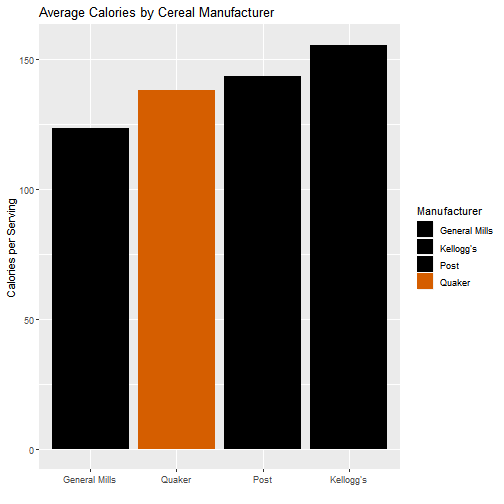 Average Calories by Cereal Manufacturer
Calories per Serving
150
100
50
0
General Mills
Quaker
Post
Kellogg's
Manufacturer
General Mills
Kellogg's
Post
Quaker